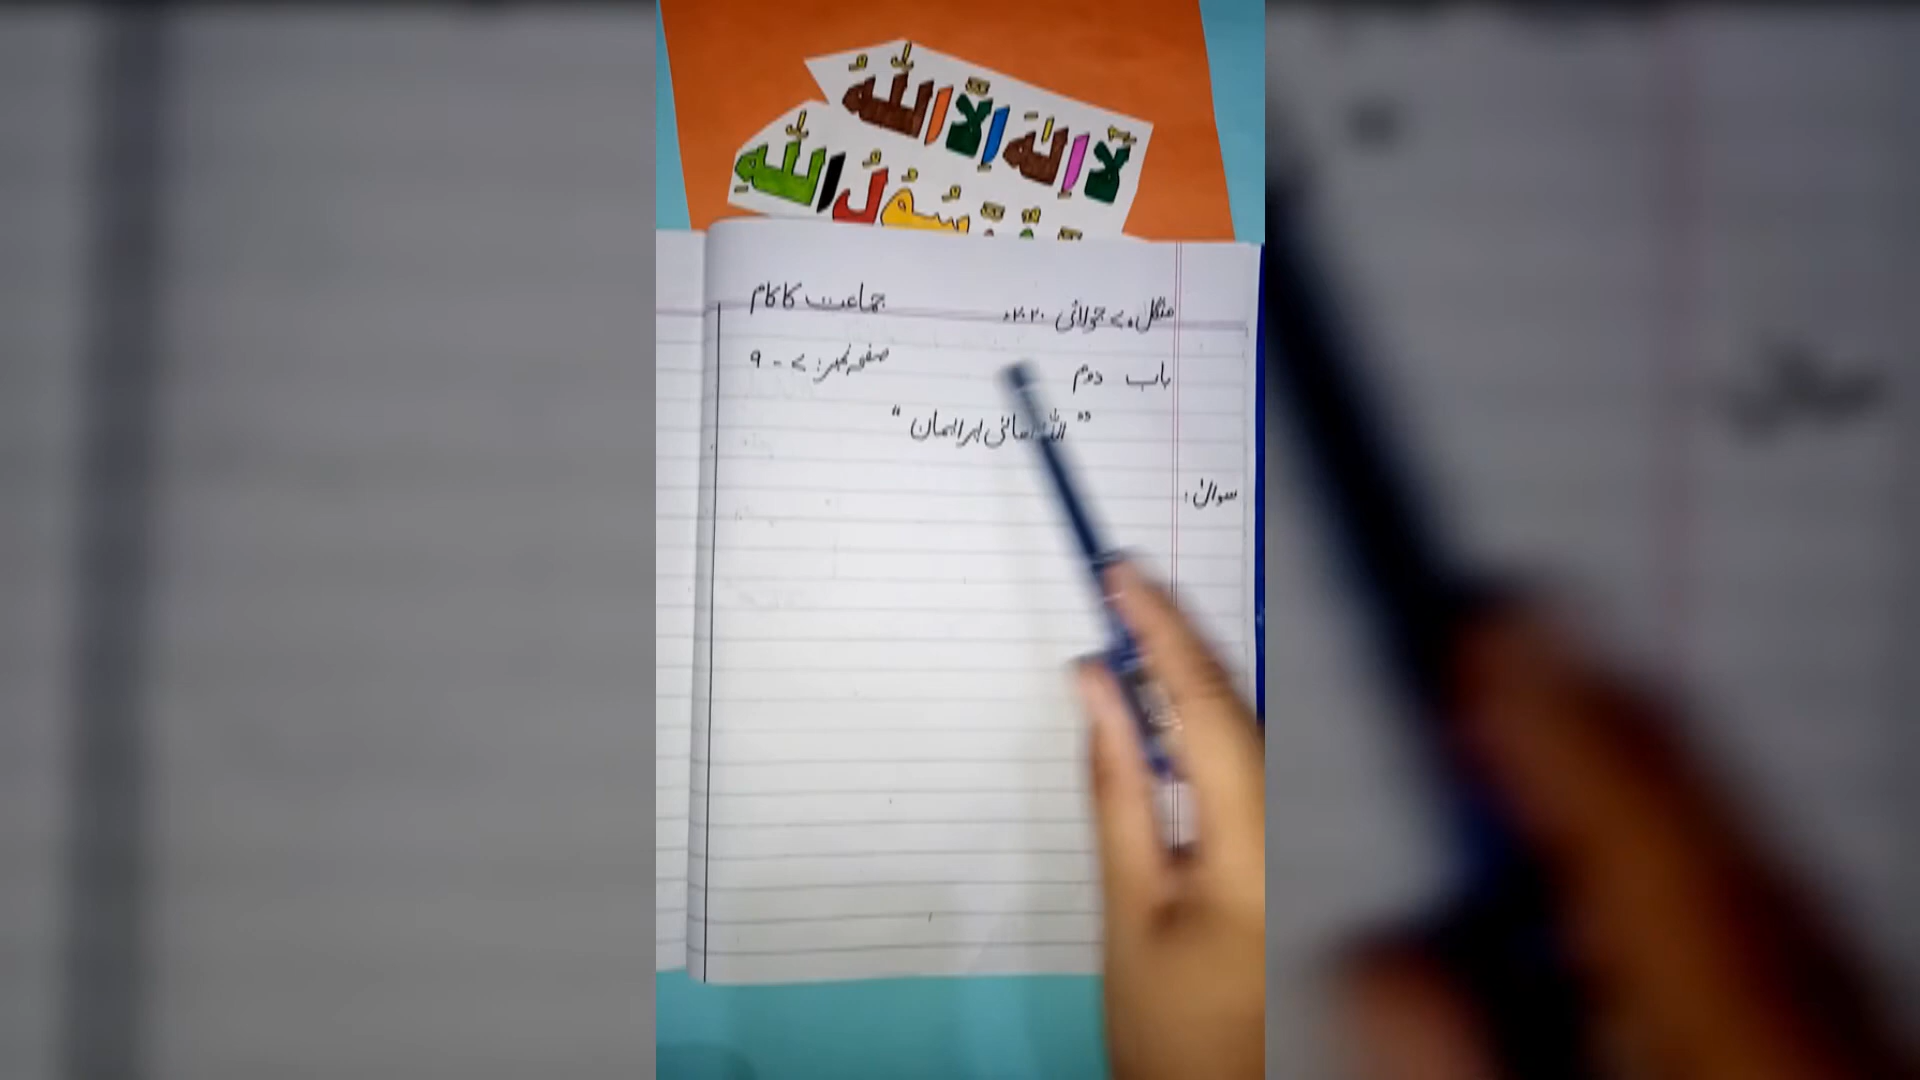 لَآ اِلٰهَ اِلَّا اللّٰهُ
سُوْلُ اللّٰهِ
منگل، ۷ جولائی ۲۰۲۰ء
جماعت کا کام
باب دوم
صفحہ نمبر: ۷ - ۹
"اللہ تعالیٰ پر ایمان"
سوال: